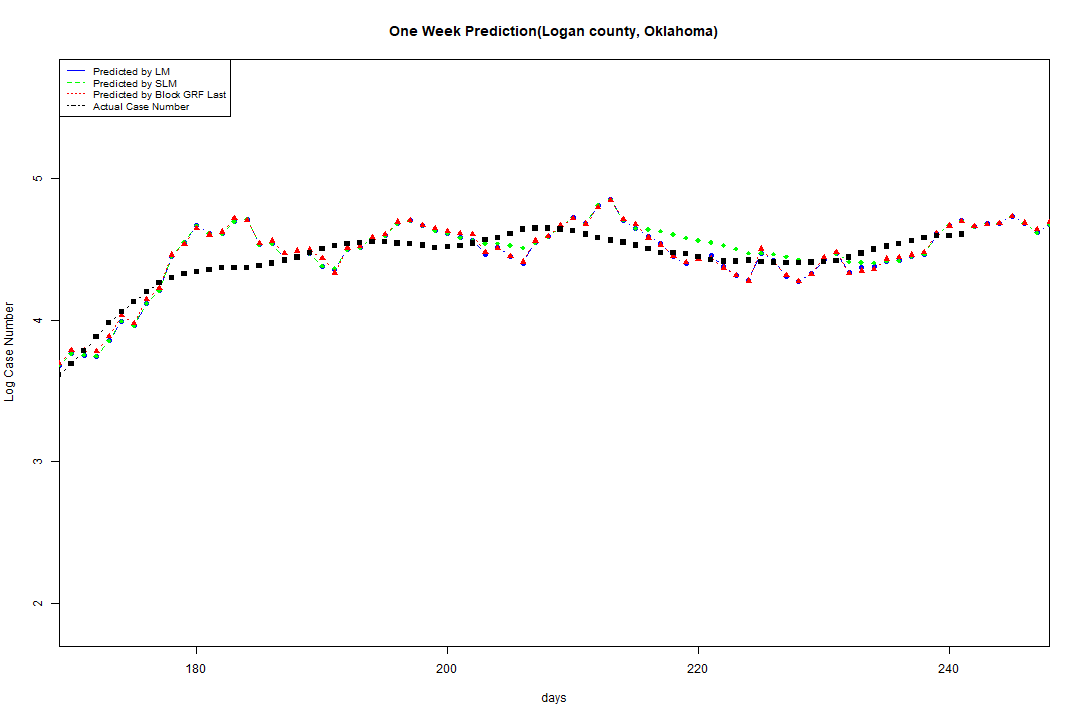 One Week Prediction(Logan county, Oklahoma)
Predicted by LM
Predicted by SLM
Predicted by Block GRF Last
Actual Case Number
5
4
3
2
Log Case Number
180
200
220
240
days